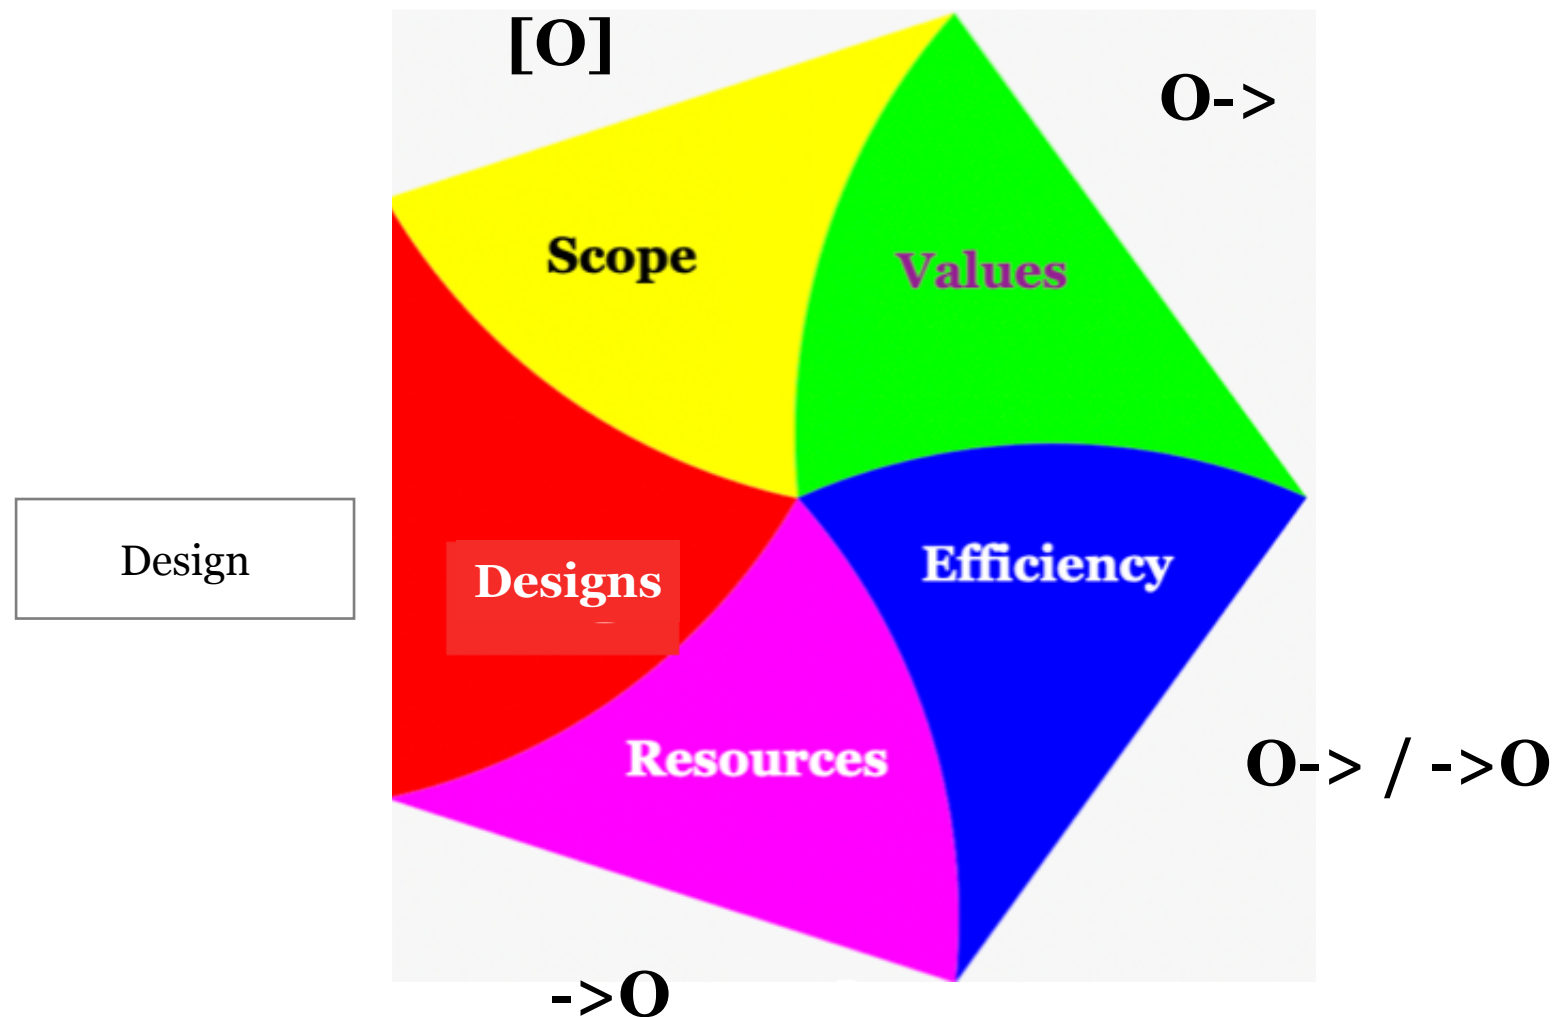 [O]
O->
Scope
Values
Design
Designs
Efficiency
Resources
O-> / ->O
->O